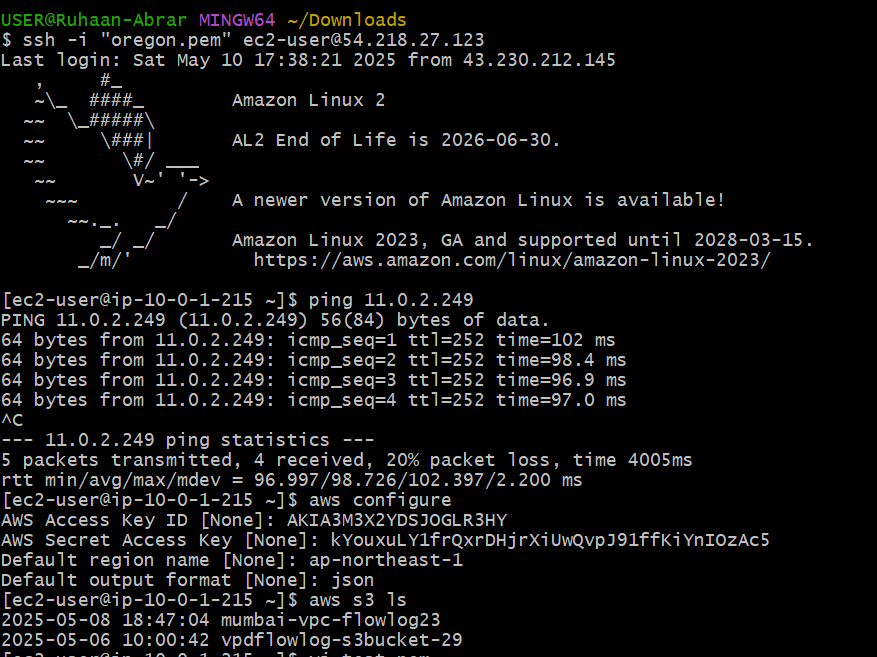 USER@Ruhaan-Abrar MINGW64 ~/Downloads
$ ssh -i "oregon.pem" ec2-user@54.218.27.123
Last login: Sat May 10 17:38:21 2025 from 43.230.212.145
   ,     #_
   ~\_  ####_        Amazon Linux 2
  ~~  \_#####\
  ~~     \###|       AL2 End of Life is 2026-06-30.
  ~~       \#/ ___
   ~~       V~' '->
    ~~~         /    A newer version of Amazon Linux is available!
      ~~._.   _/
         _/ _/       Amazon Linux 2023, GA and supported until 2028-03-15.
       _/m/'           https://aws.amazon.com/linux/amazon-linux-2023/
[ec2-user@ip-10-0-1-215 ~]$ ping 11.0.2.249
PING 11.0.2.249 (11.0.2.249) 56(84) bytes of data.
64 bytes from 11.0.2.249: icmp_seq=1 ttl=252 time=102 ms
64 bytes from 11.0.2.249: icmp_seq=2 ttl=252 time=98.4 ms
64 bytes from 11.0.2.249: icmp_seq=3 ttl=252 time=96.9 ms
64 bytes from 11.0.2.249: icmp_seq=4 ttl=252 time=97.0 ms
^C
--- 11.0.2.249 ping statistics ---
5 packets transmitted, 4 received, 20% packet loss, time 4005ms
rtt min/avg/max/mdev = 96.997/98.726/102.397/2.200 ms
[ec2-user@ip-10-0-1-215 ~]$ aws configure
AWS Access Key ID [None]: AKIA3M3X2YDSJOGLR3HY
AWS Secret Access Key [None]: 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
Default region name [None]: ap-northeast-1
Default output format [None]: json
[ec2-user@ip-10-0-1-215 ~]$ aws s3 ls
2025-05-08 18:47:04 mumbai-vpc-flowlog23
2025-05-06 10:00:42 vpdflowlog-s3bucket-29